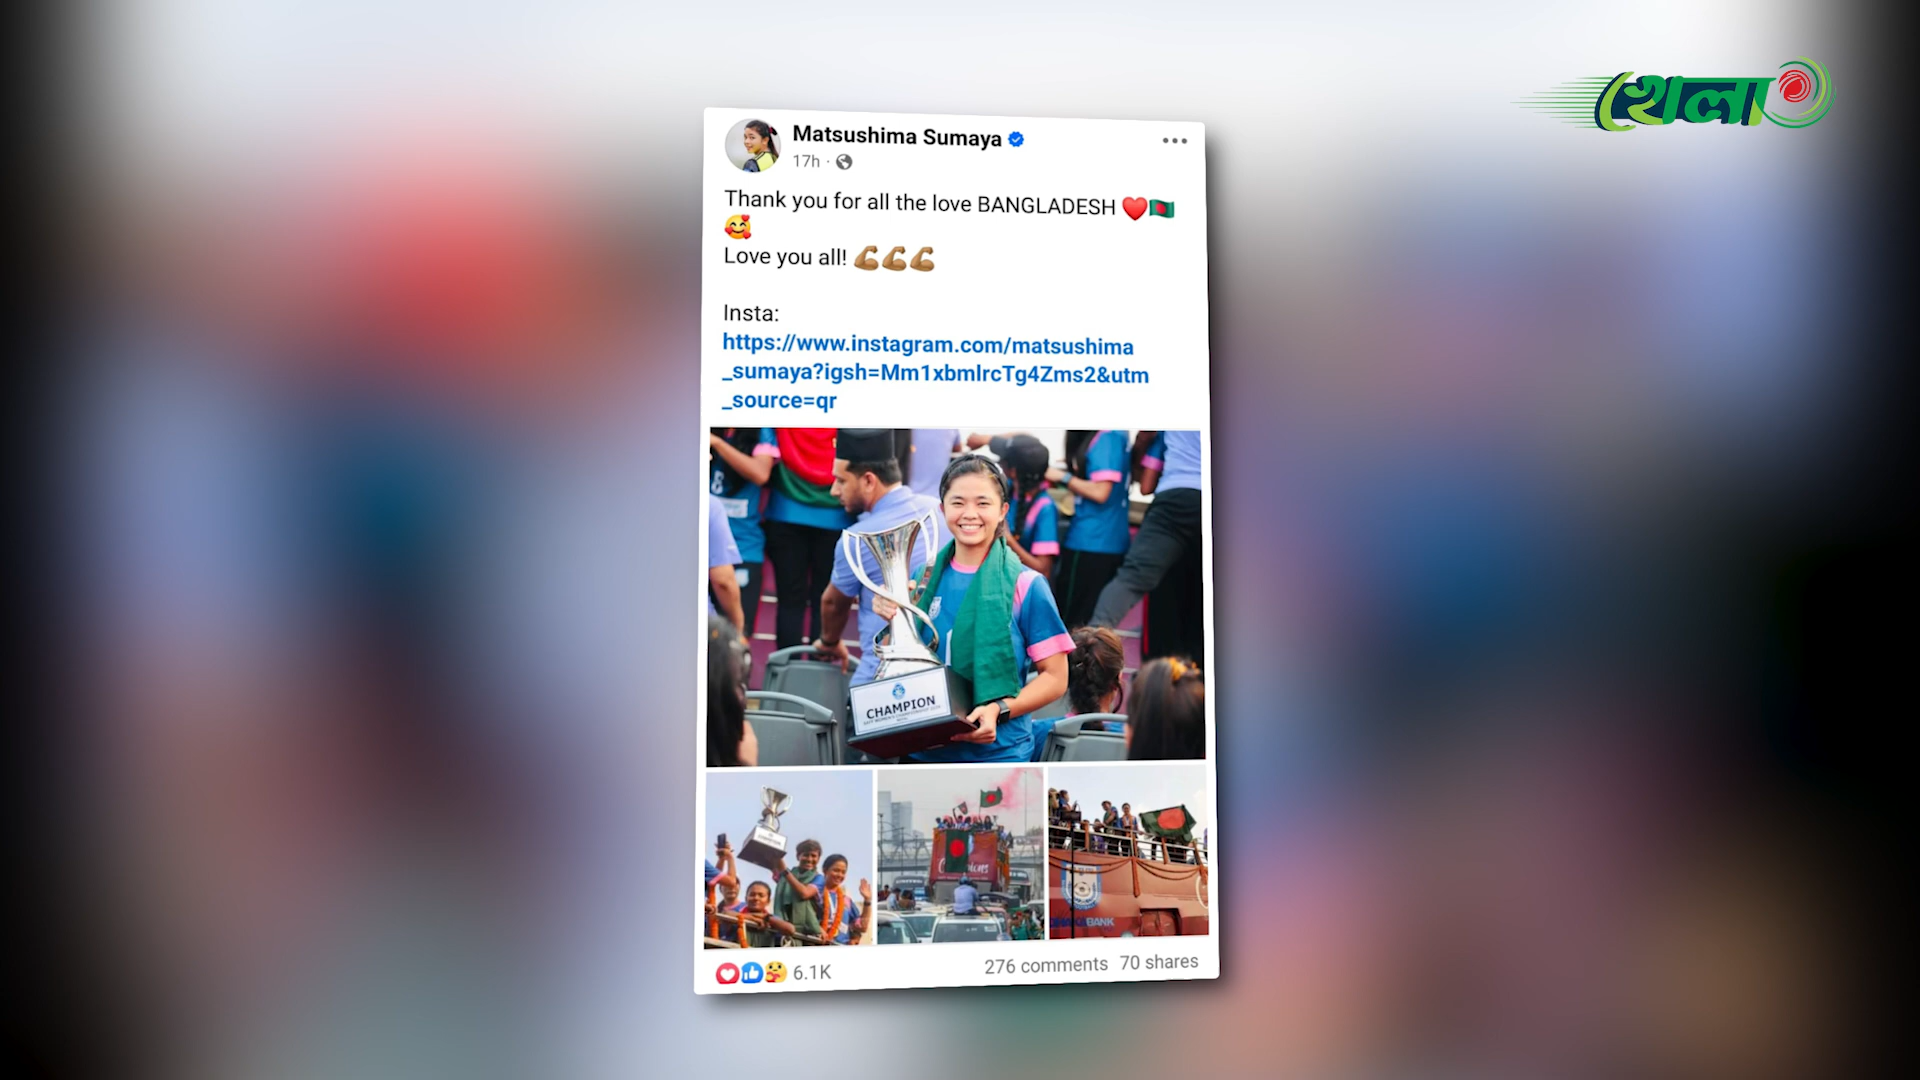 খেলা
Matsushima Sumaya
17h ·
Thank you for all the love BANGLADESH ❤️🇧🇩
🥰
Love you all! 💪🏽💪🏽💪🏽
Insta:
https://www.instagram.com/matsushima
_sumaya?igsh=Mm1xbmlrcTg4Zms2&utm
_source=qr
CHAMPION
BANK
6.1K
276 comments 70 shares